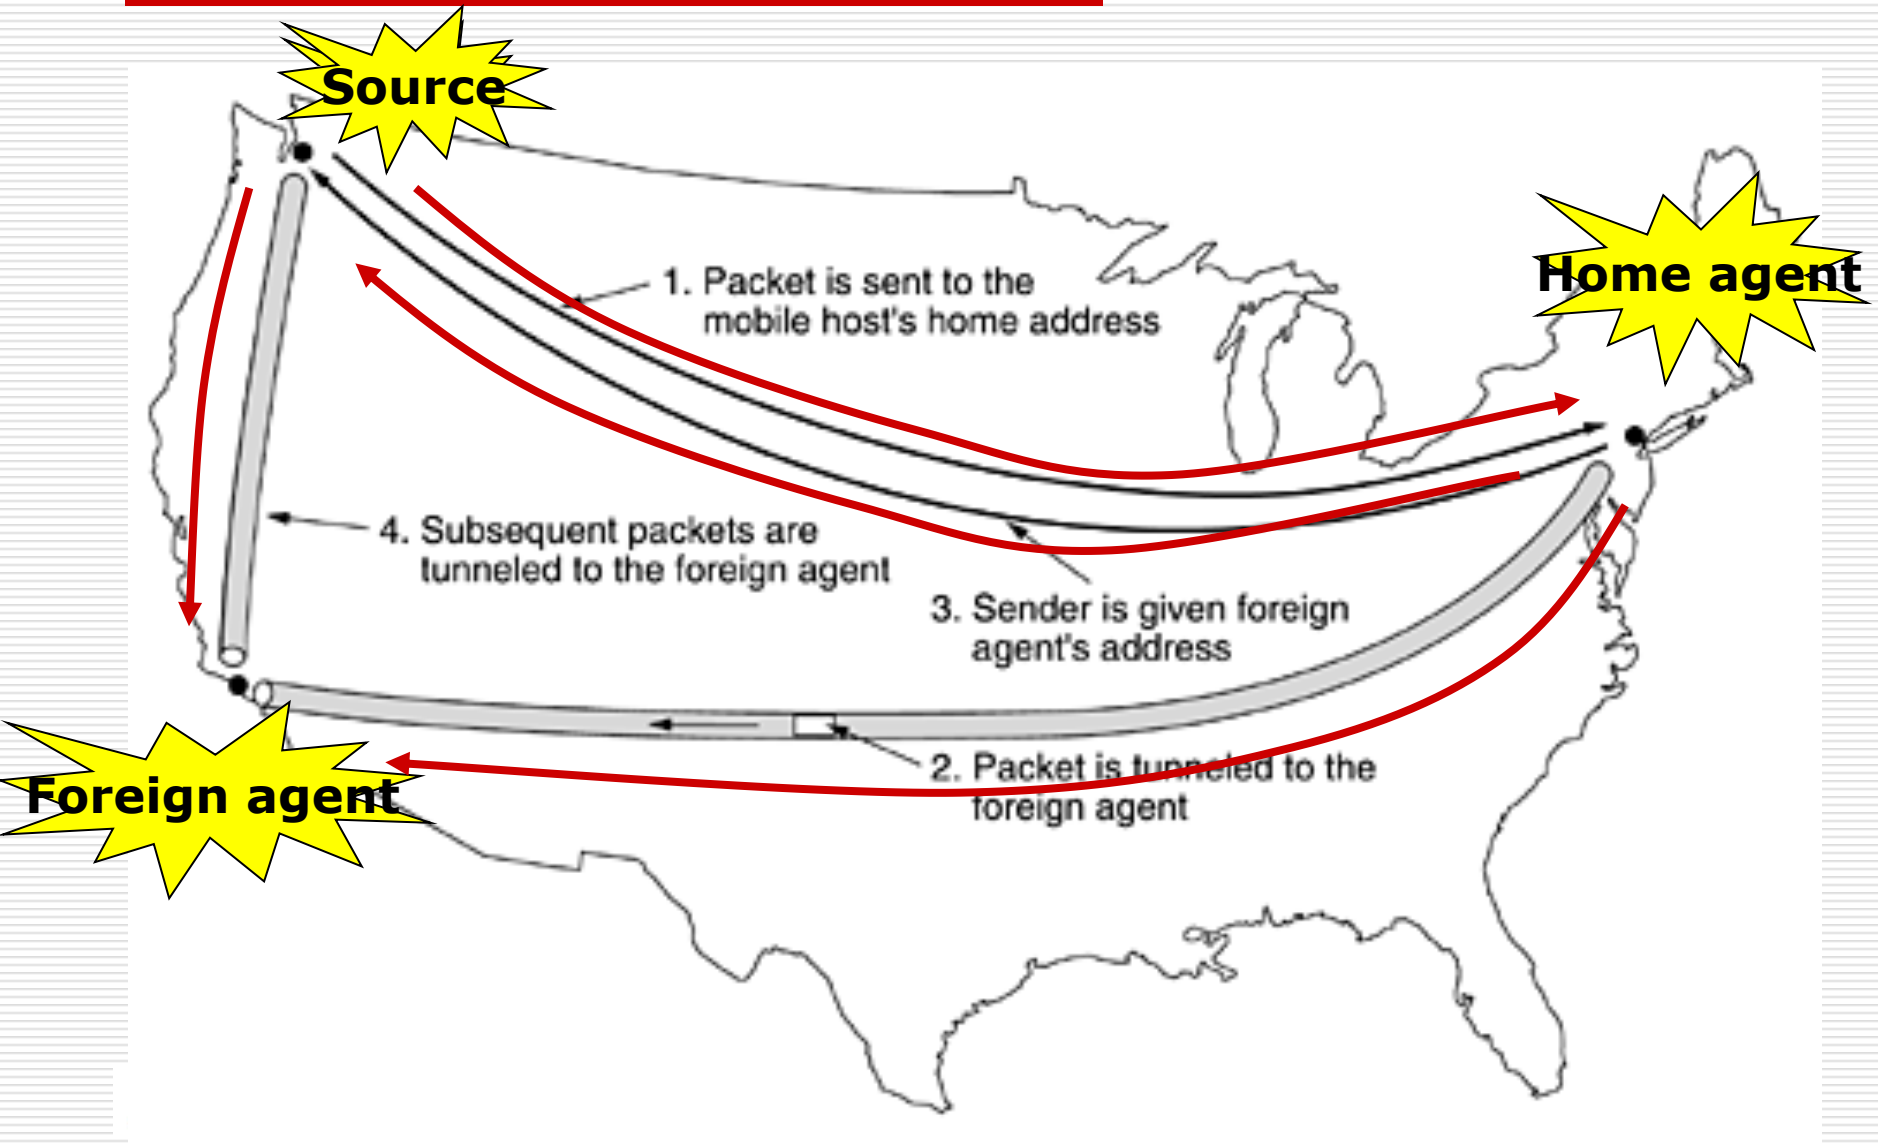 Source
Home agent
1. Packet is sent to the
mobile host's home address
4. Subsequent packets are
tunneled to the foreign agent
3. Sender is given foreign
agent's address
2. Packet is tunneled to the
foreign agent
Foreign agent